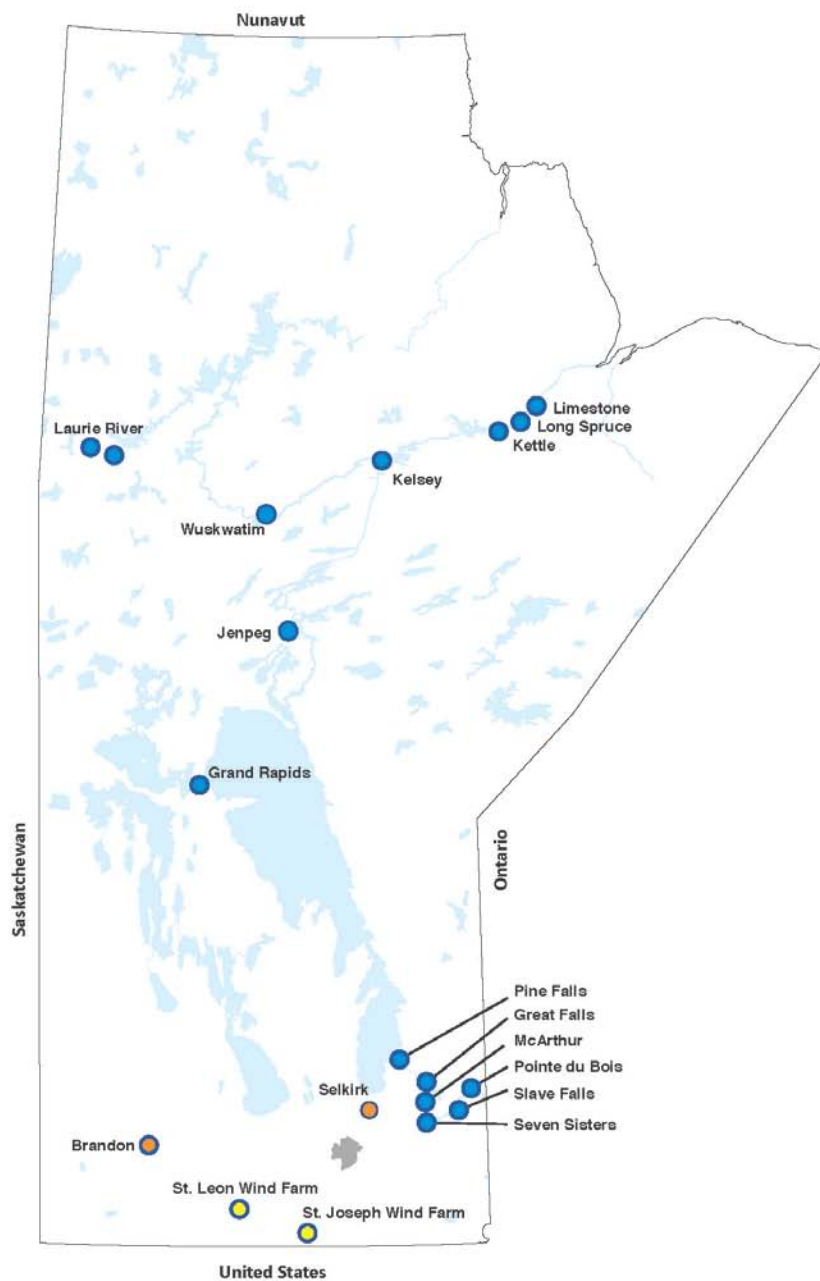 Nunavut
Limestone
Long Spruce
Kettle
Laurie River
Kelsey
Wuskwatim
Jenpeg
Grand Rapids
Saskatchewan
Ontario
Pine Falls
Great Falls
McArthur
Pointe du Bois
Slave Falls
Seven Sisters
Selkirk
Brandon
St. Leon Wind Farm
St. Joseph Wind Farm
United States